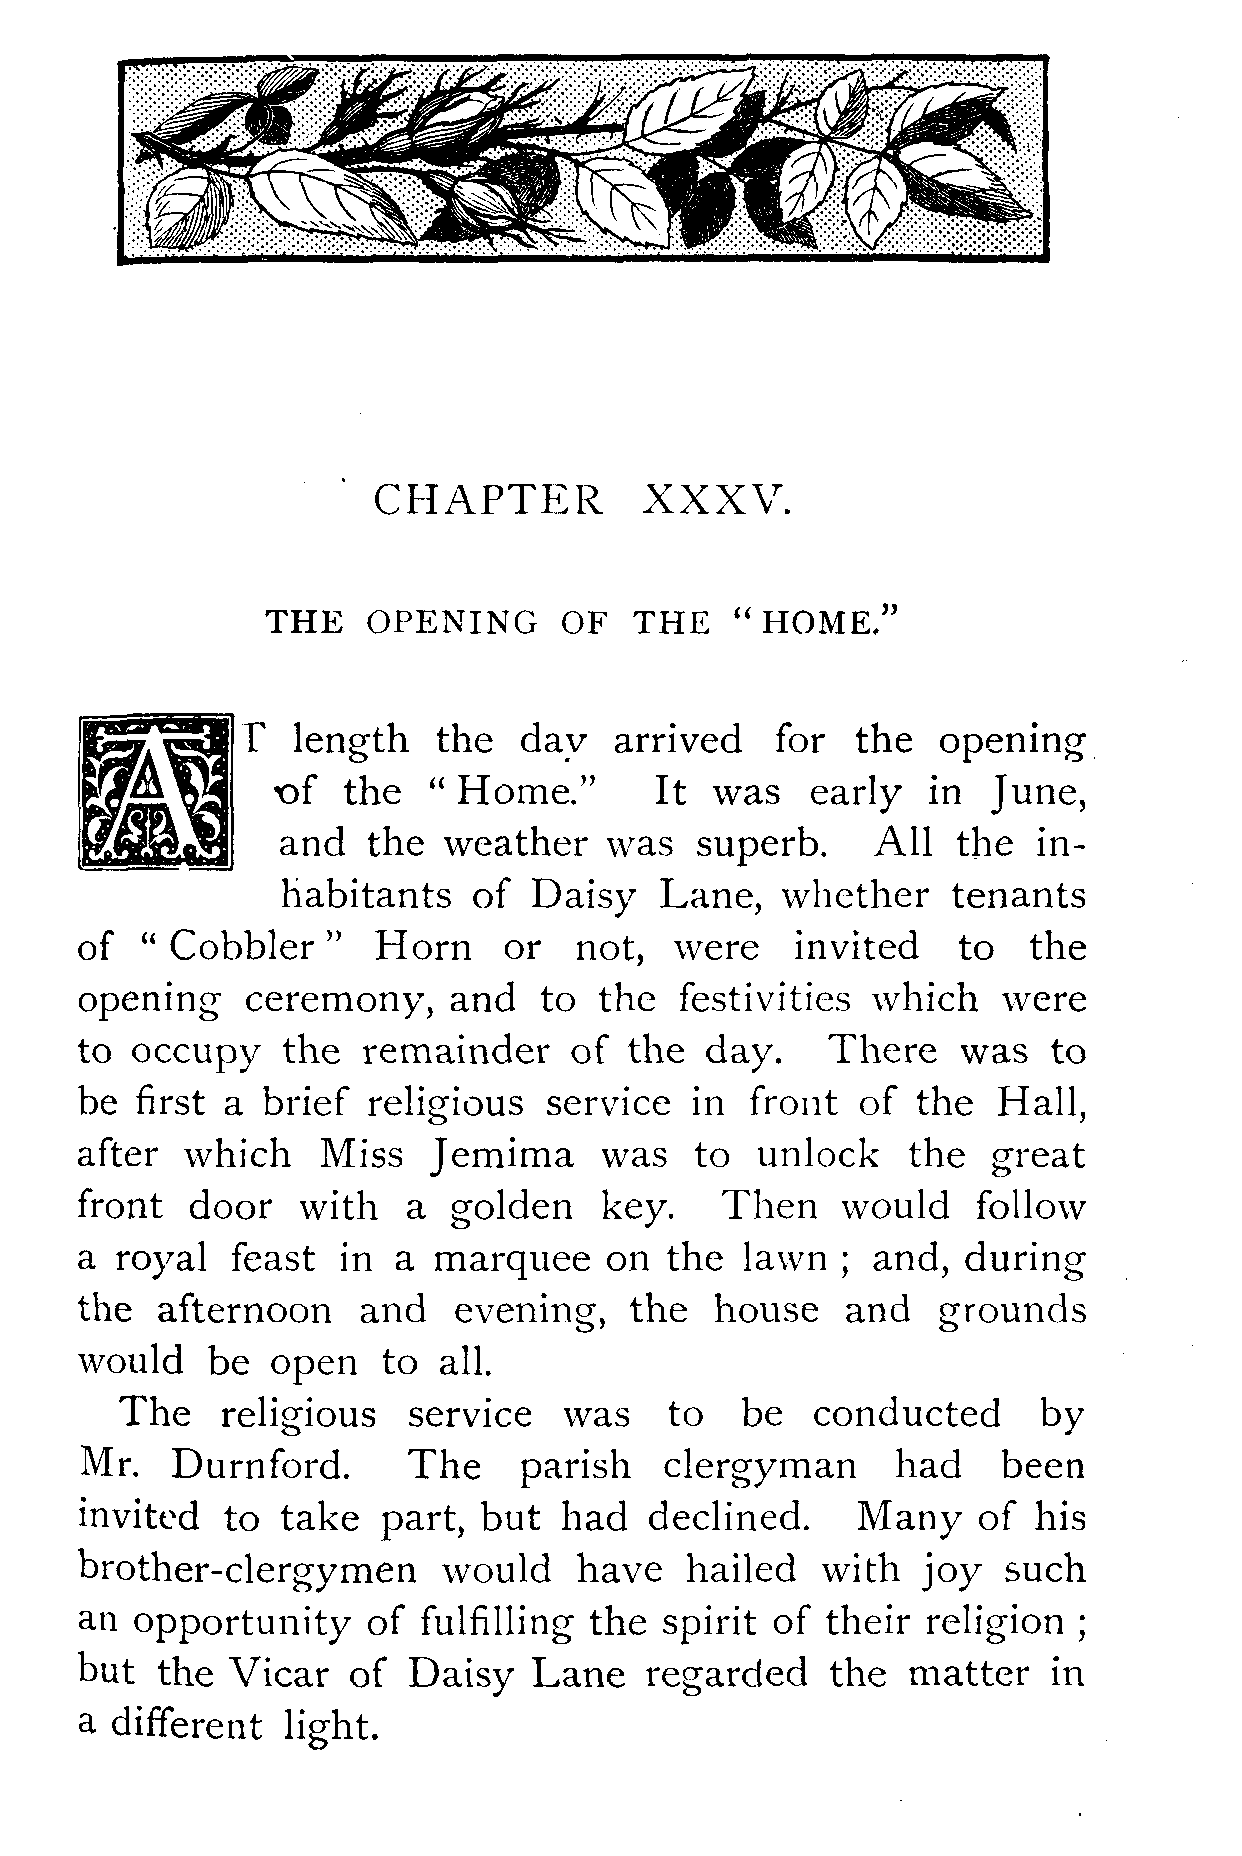 CHAPTER XXXV.
THE OPENING OF THE “HOME.”
AT length the day arrived for the opening
of the “Home.” It was early in June,
and the weather was superb. All the in-
habitants of Daisy Lane, whether tenants
of “Cobbler” Horn or not, were invited to the
opening ceremony, and to the festivities which were
to occupy the remainder of the day. There was to
be first a brief religious service in front of the Hall,
after which Miss Jemima was to unlock the great
front door with a golden key. Then would follow
a royal feast in a marquee on the lawn ; and, during
the afternoon and evening, the house and grounds
would be open to all.
The religious service was to be conducted by
Mr. Durnford. The parish clergyman had been
invited to take part, but had declined. Many of his
brother-clergymen would have hailed with joy such
an opportunity of fulfilling the spirit of their religion ;
but the Vicar of Daisy Lane regarded the matter in
a different light.